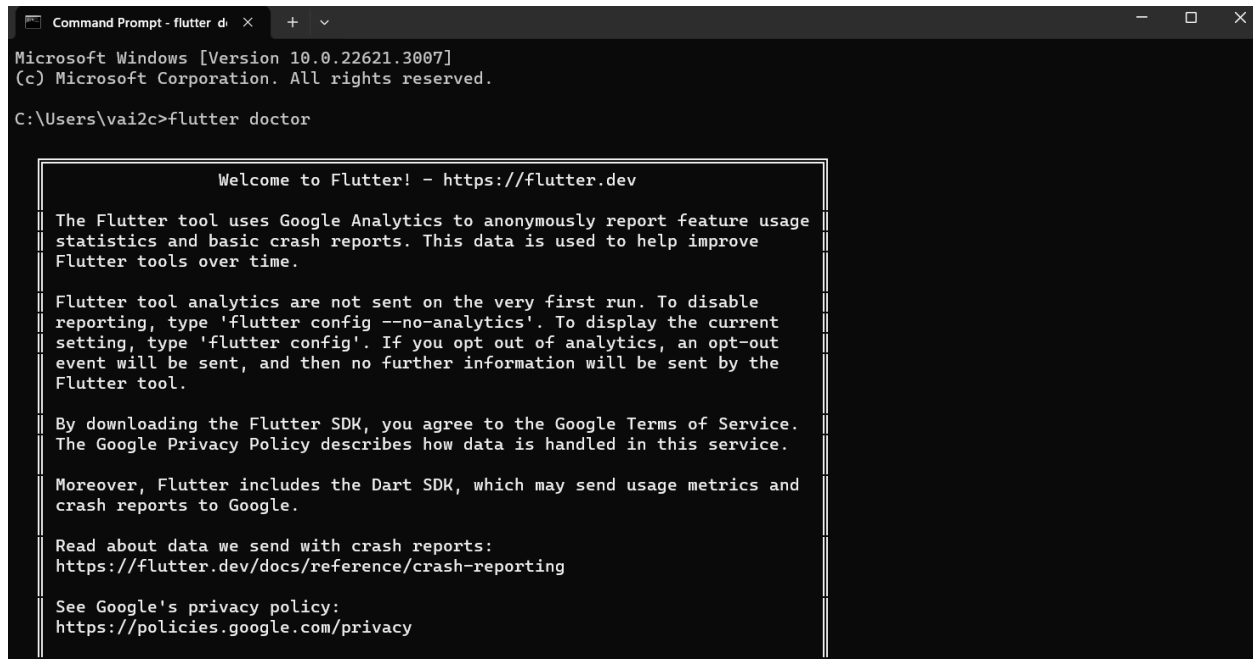 Command Prompt - flutter d
Microsoft Windows [Version 10.0.22621.3007]
(c) Microsoft Corporation. All rights reserved.
C:\Users\vai2c>flutter doctor
Welcome to Flutter! - https://flutter.dev
The Flutter tool uses Google Analytics to anonymously report feature usage
statistics and basic crash reports. This data is used to help improve
Flutter tools over time.
Flutter tool analytics are not sent on the very first run. To disable
reporting, type 'flutter config --no-analytics'. To display the current
setting, type 'flutter config'. If you opt out of analytics, an opt-out
event will be sent, and then no further information will be sent by the
Flutter tool.
By downloading the Flutter SDK, you agree to the Google Terms of Service.
The Google Privacy Policy describes how data is handled in this service.
Moreover, Flutter includes the Dart SDK, which may send usage metrics and
crash reports to Google.
Read about data we send with crash reports:
https://flutter.dev/docs/reference/crash-reporting
See Google's privacy policy:
https://policies.google.com/privacy